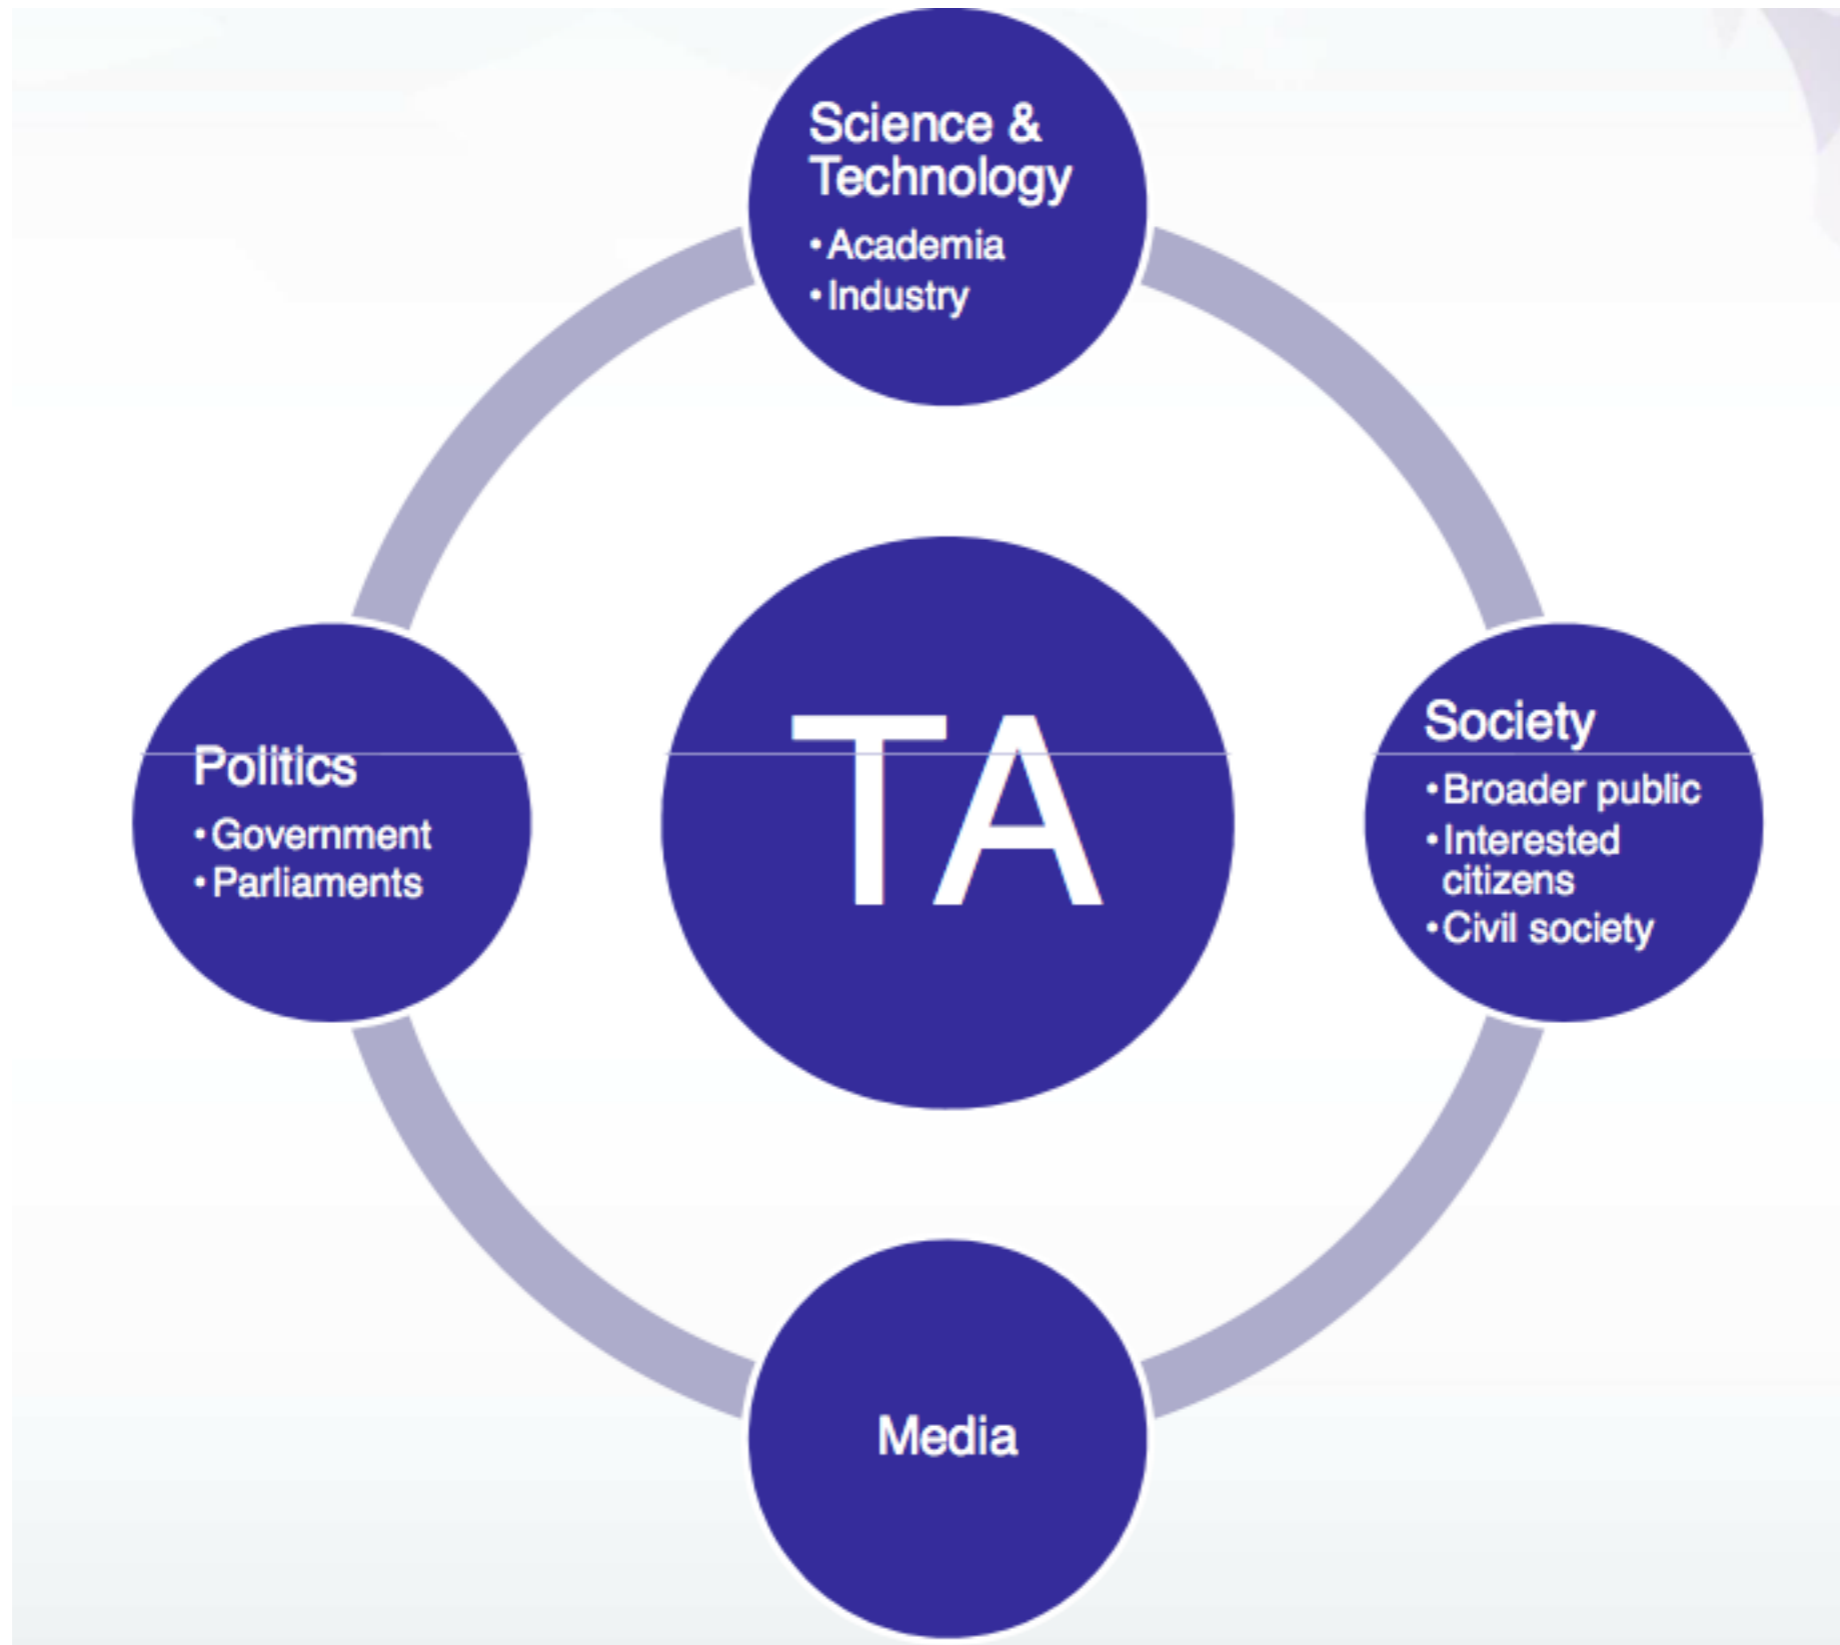 Science &
Technology
•Academia
•Industry
Politics
•Government
•Parliaments
TA
Society
•Broader public
•Interested
citizens
•Civil society
Media